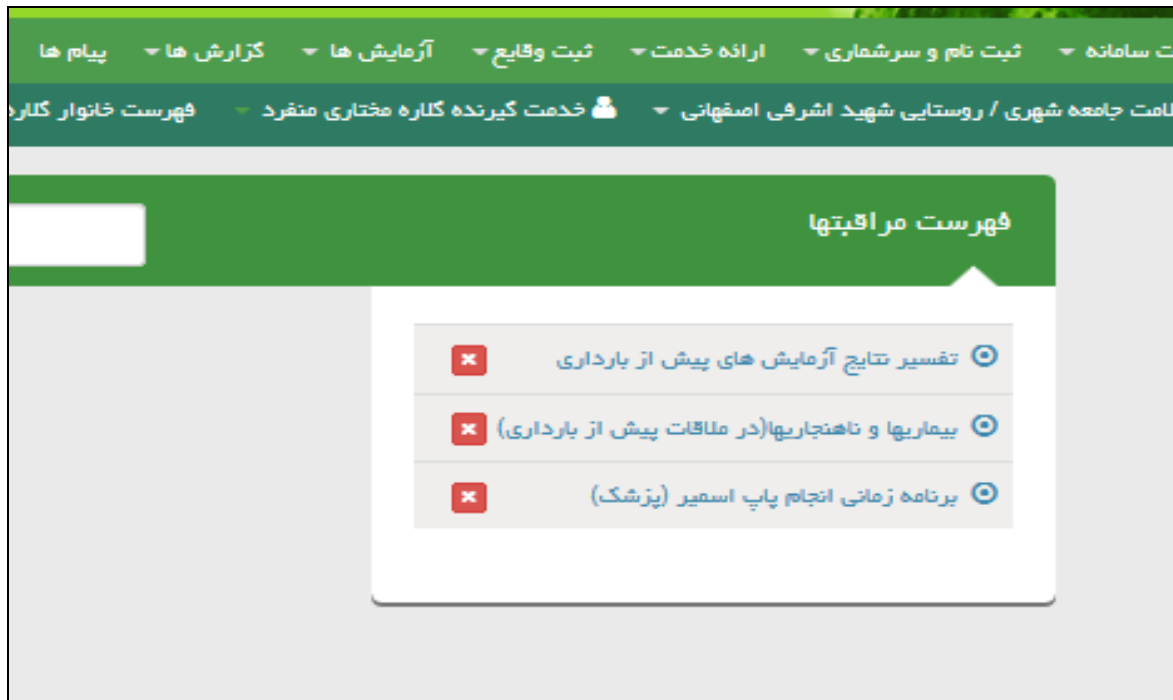 سامانه ثبت نام و سرشماری ارائه خدمت ثبت وقایع آزمایش ها گزارش ها پیام ها
جامعه شهری / روستایی شهید اشرفی اصفهانی خدمت گیرنده گلاره مختاری منفرد فهرست خانوار
فهرست مراقبتها
تفسیر نتایج آزمایش های پیش از بارداری
بیماریها و ناهنجاریها(در ملاقات پیش از بارداری)
برنامه زمانی انجام پاپ اسمیر (پزشک)